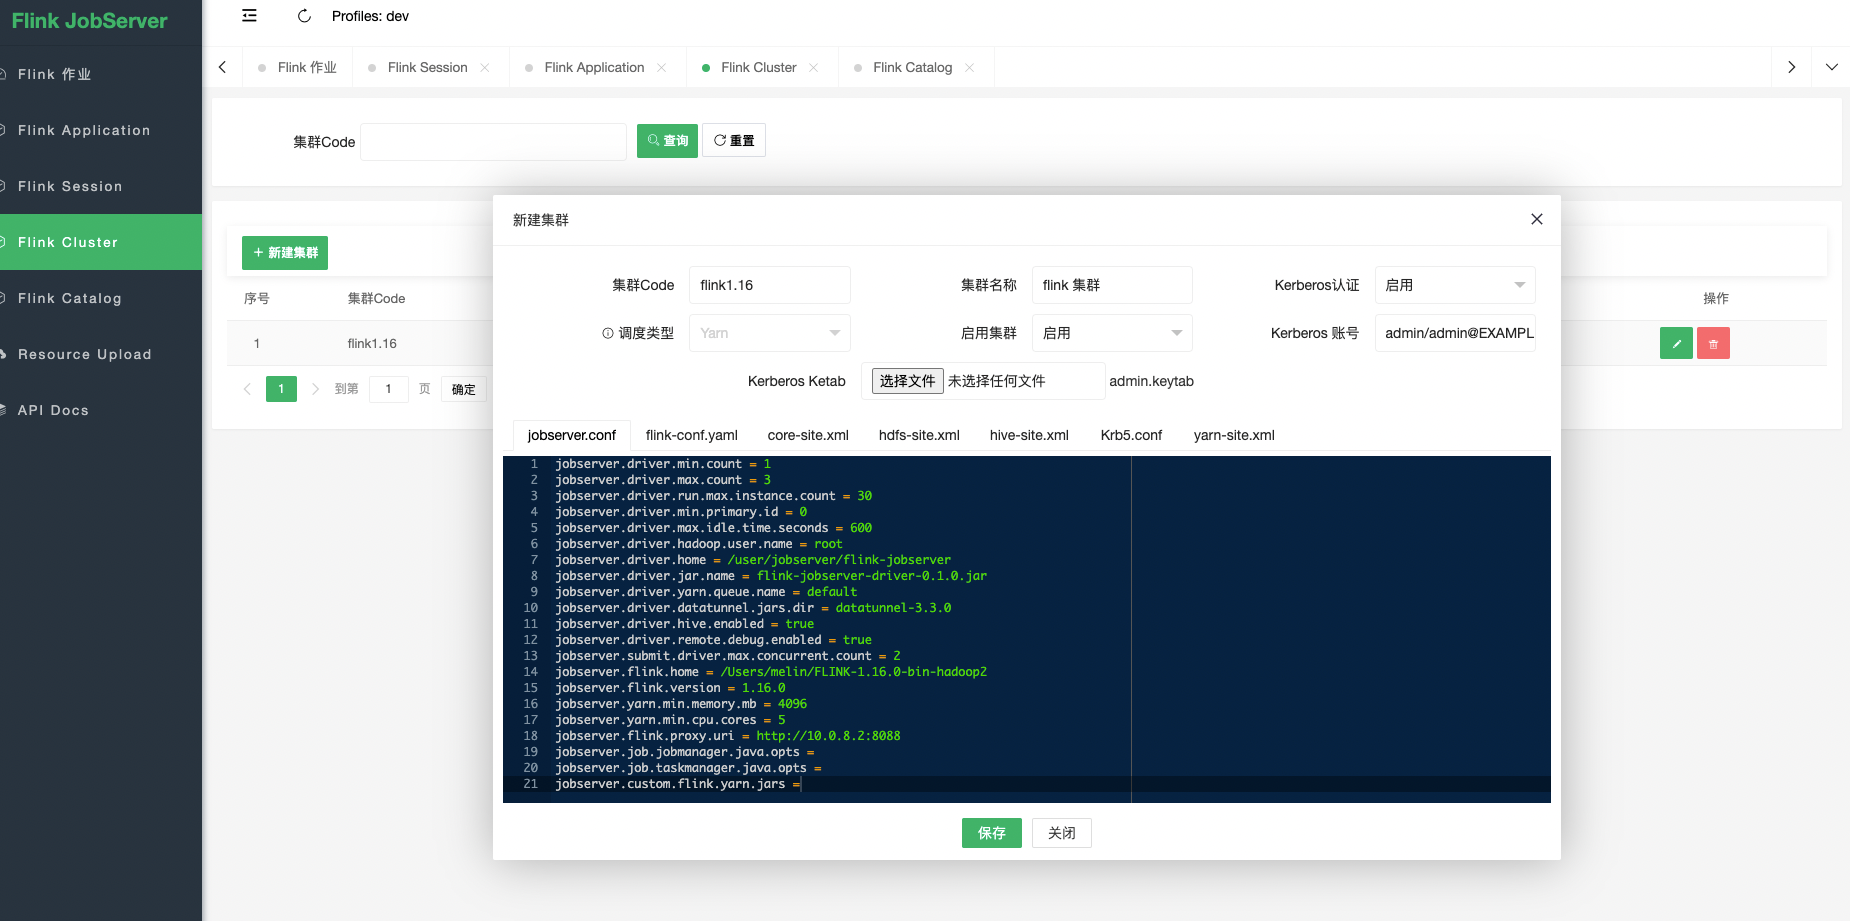 Flink JobServer
Profiles: dev
Flink 作业
Flink Application
Flink Session
Flink Cluster
Flink Catalog
Resource Upload
API Docs
Flink 作业
Flink Session
Flink Application
Flink Cluster
Flink Catalog
集群Code
查询
重置
新建集群
序号
集群Code
操作
1
flink1.16
1
到第
1
页
确定
新建集群
集群Code
flink1.16
集群名称
flink 集群
Kerberos认证
启用
调度类型
Yarn
启用集群
启用
Kerberos 账号
admin/admin@EXAMPL
Kerberos Ketab
选择文件 未选择任何文件
admin.keytab
jobserver.conf
flink-conf.yaml
core-site.xml
hdfs-site.xml
hive-site.xml
Krb5.conf
yarn-site.xml
1 jobserver.driver.min.count = 1
2 jobserver.driver.max.count = 3
3 jobserver.driver.run.max.instance.count = 30
4 jobserver.driver.min.primary.id = 0
5 jobserver.driver.max.idle.time.seconds = 600
6 jobserver.driver.hadoop.user.name = root
7 jobserver.driver.home = /user/jobserver/flink-jobserver
8 jobserver.driver.jar.name = flink-jobserver-driver-0.1.0.jar
9 jobserver.driver.yarn.queue.name = default
10 jobserver.driver.datatunnel.jars.dir = datatunnel-3.3.0
11 jobserver.driver.hive.enabled = true
12 jobserver.driver.remote.debug.enabled = true
13 jobserver.submit.driver.max.concurrent.count = 2
14 jobserver.flink.home = /Users/melin/FLINK-1.16.0-bin-hadoop2
15 jobserver.flink.version = 1.16.0
16 jobserver.yarn.min.memory.mb = 4096
17 jobserver.yarn.min.cpu.cores = 5
18 jobserver.flink.proxy.uri = http://10.0.8.2:8088
19 jobserver.job.jobmanager.java.opts =
20 jobserver.job.taskmanager.java.opts =
21 jobserver.custom.flink.yarn.jars =
保存
关闭